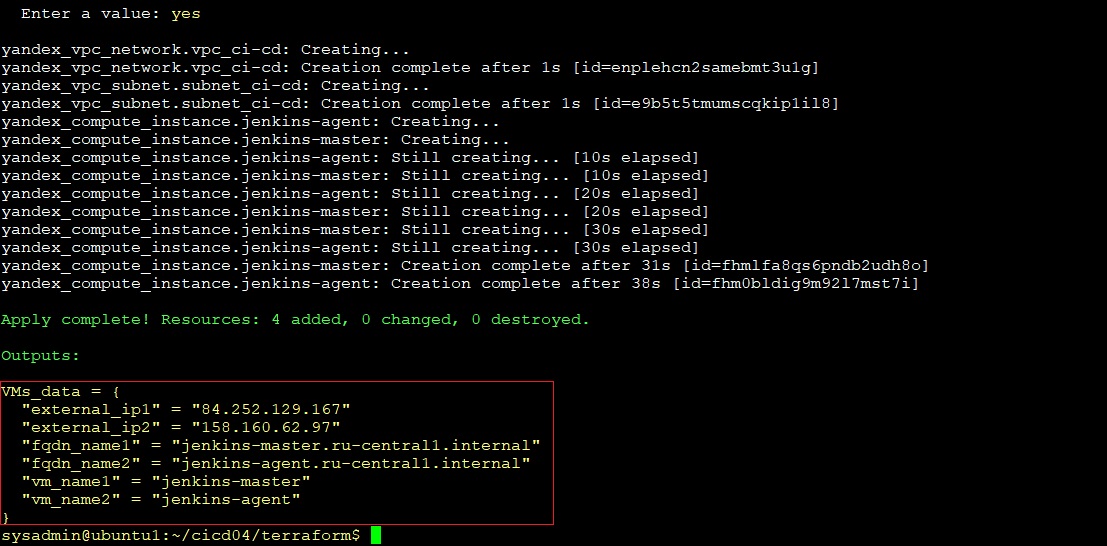 Enter a value: yes
yandex_vpc_network.vpc_ci-cd: Creating...
yandex_vpc_network.vpc_ci-cd: Creation complete after 1s [id=enplehcn2samebmt3u1g]
yandex_vpc_subnet.subnet_ci-cd: Creating...
yandex_vpc_subnet.subnet_ci-cd: Creation complete after 1s [id=e9b5t5tmumscqkip1il8]
yandex_compute_instance.jenkins-agent: Creating...
yandex_compute_instance.jenkins-master: Creating...
yandex_compute_instance.jenkins-agent: Still creating... [10s elapsed]
yandex_compute_instance.jenkins-master: Still creating... [10s elapsed]
yandex_compute_instance.jenkins-agent: Still creating... [20s elapsed]
yandex_compute_instance.jenkins-master: Still creating... [20s elapsed]
yandex_compute_instance.jenkins-master: Still creating... [30s elapsed]
yandex_compute_instance.jenkins-agent: Still creating... [30s elapsed]
yandex_compute_instance.jenkins-master: Creation complete after 31s [id=fhmlfa8qs6pndb2udh8o]
yandex_compute_instance.jenkins-agent: Creation complete after 38s [id=fhm0bldig9m92l7mst7i]
Apply complete! Resources: 4 added, 0 changed, 0 destroyed.
Outputs:
VMs_data = {
"external_ip1" = "84.252.129.167"
"external_ip2" = "158.160.62.97"
"fqdn_name1" = "jenkins-master.ru-central1.internal"
"fqdn_name2" = "jenkins-agent.ru-central1.internal"
"vm_name1" = "jenkins-master"
"vm_name2" = "jenkins-agent"
}
sysadmin@ubuntu1:~/cicd04/terraform$